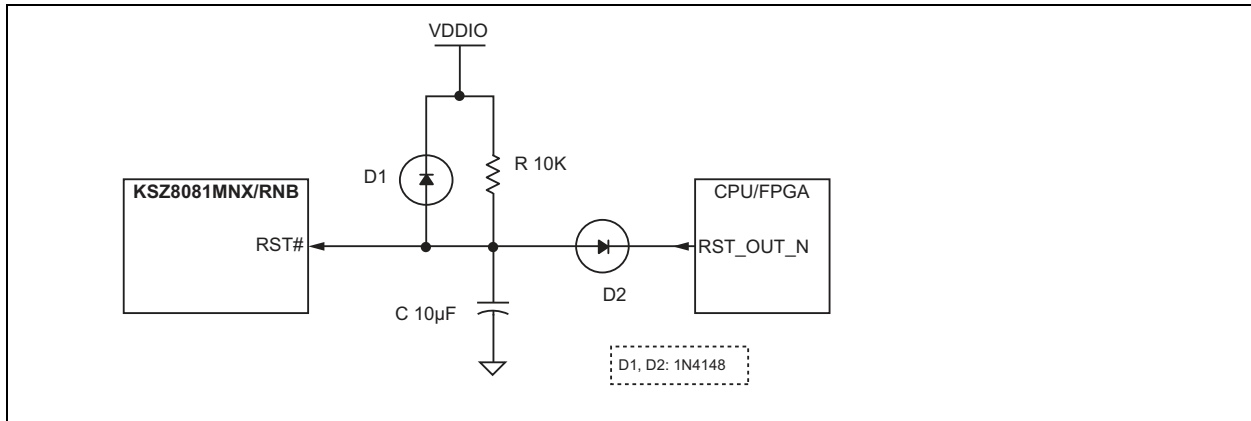 VDDIO
D1
R 10K
KSZ8081MNX/RNB
CPU/FPGA
RST#
RST_OUT_N
D2
C 10µF
D1, D2: 1N4148